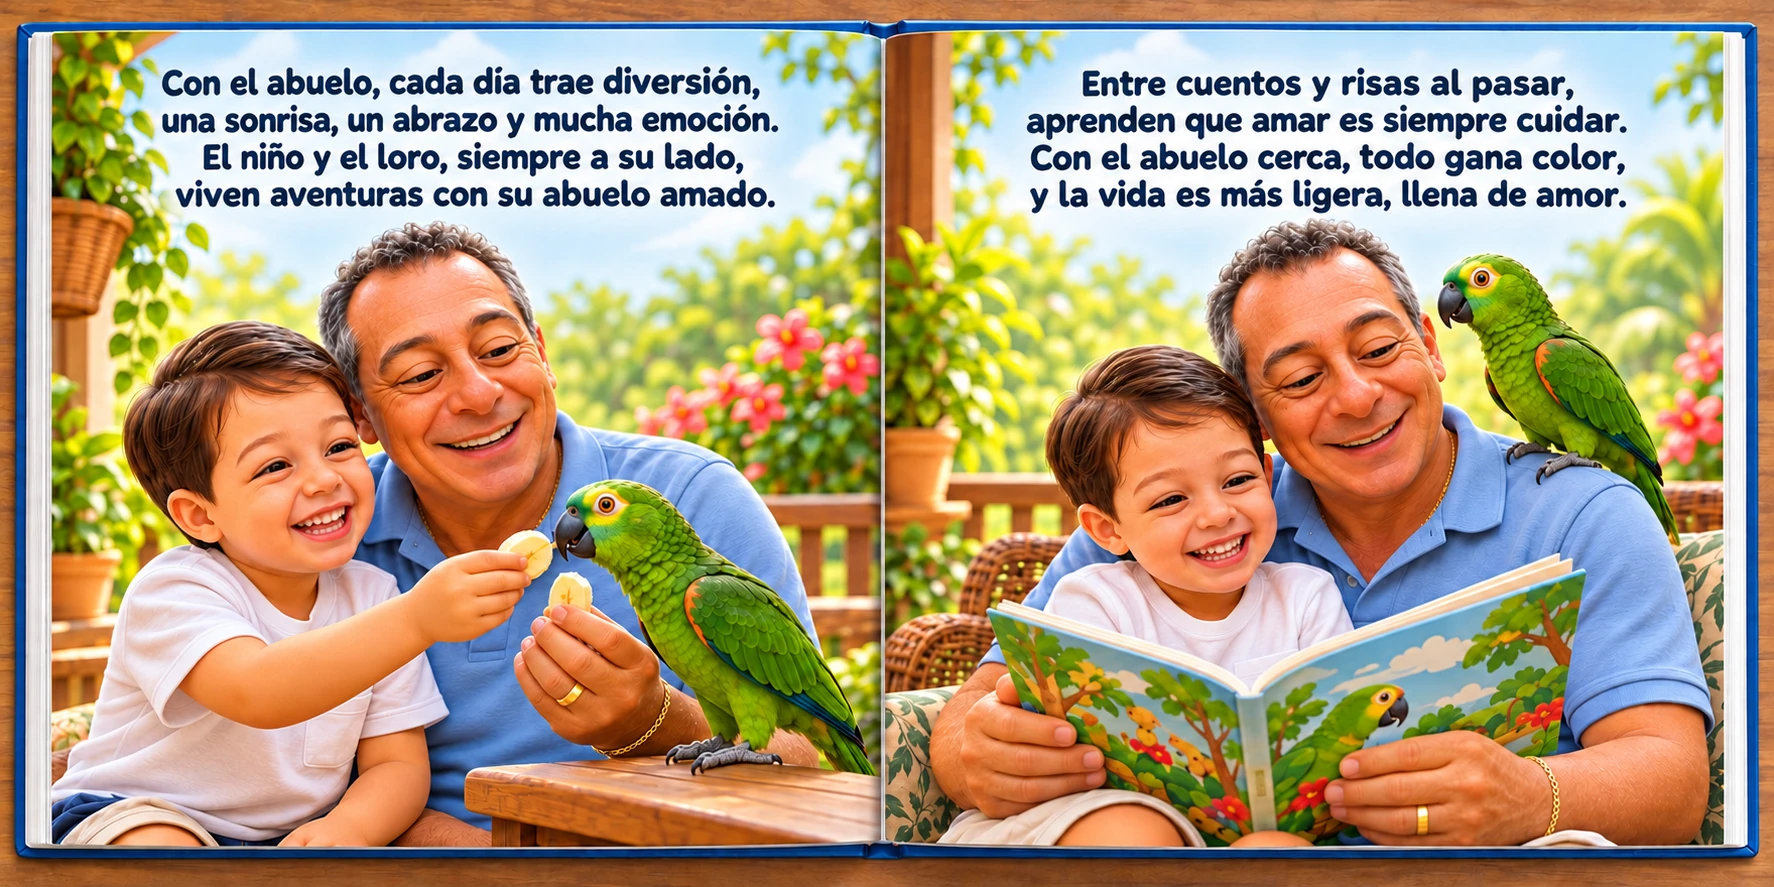 Con el abuelo, cada día trae diversión,
una sonrisa, un abrazo y mucha emoción.
El niño y el loro, siempre a su lado,
viven aventuras con su abuelo amado.
Entre cuentos y risas al pasar,
aprenden que amar es siempre cuidar.
Con el abuelo cerca, todo gana color,
y la vida es más ligera, llena de amor.